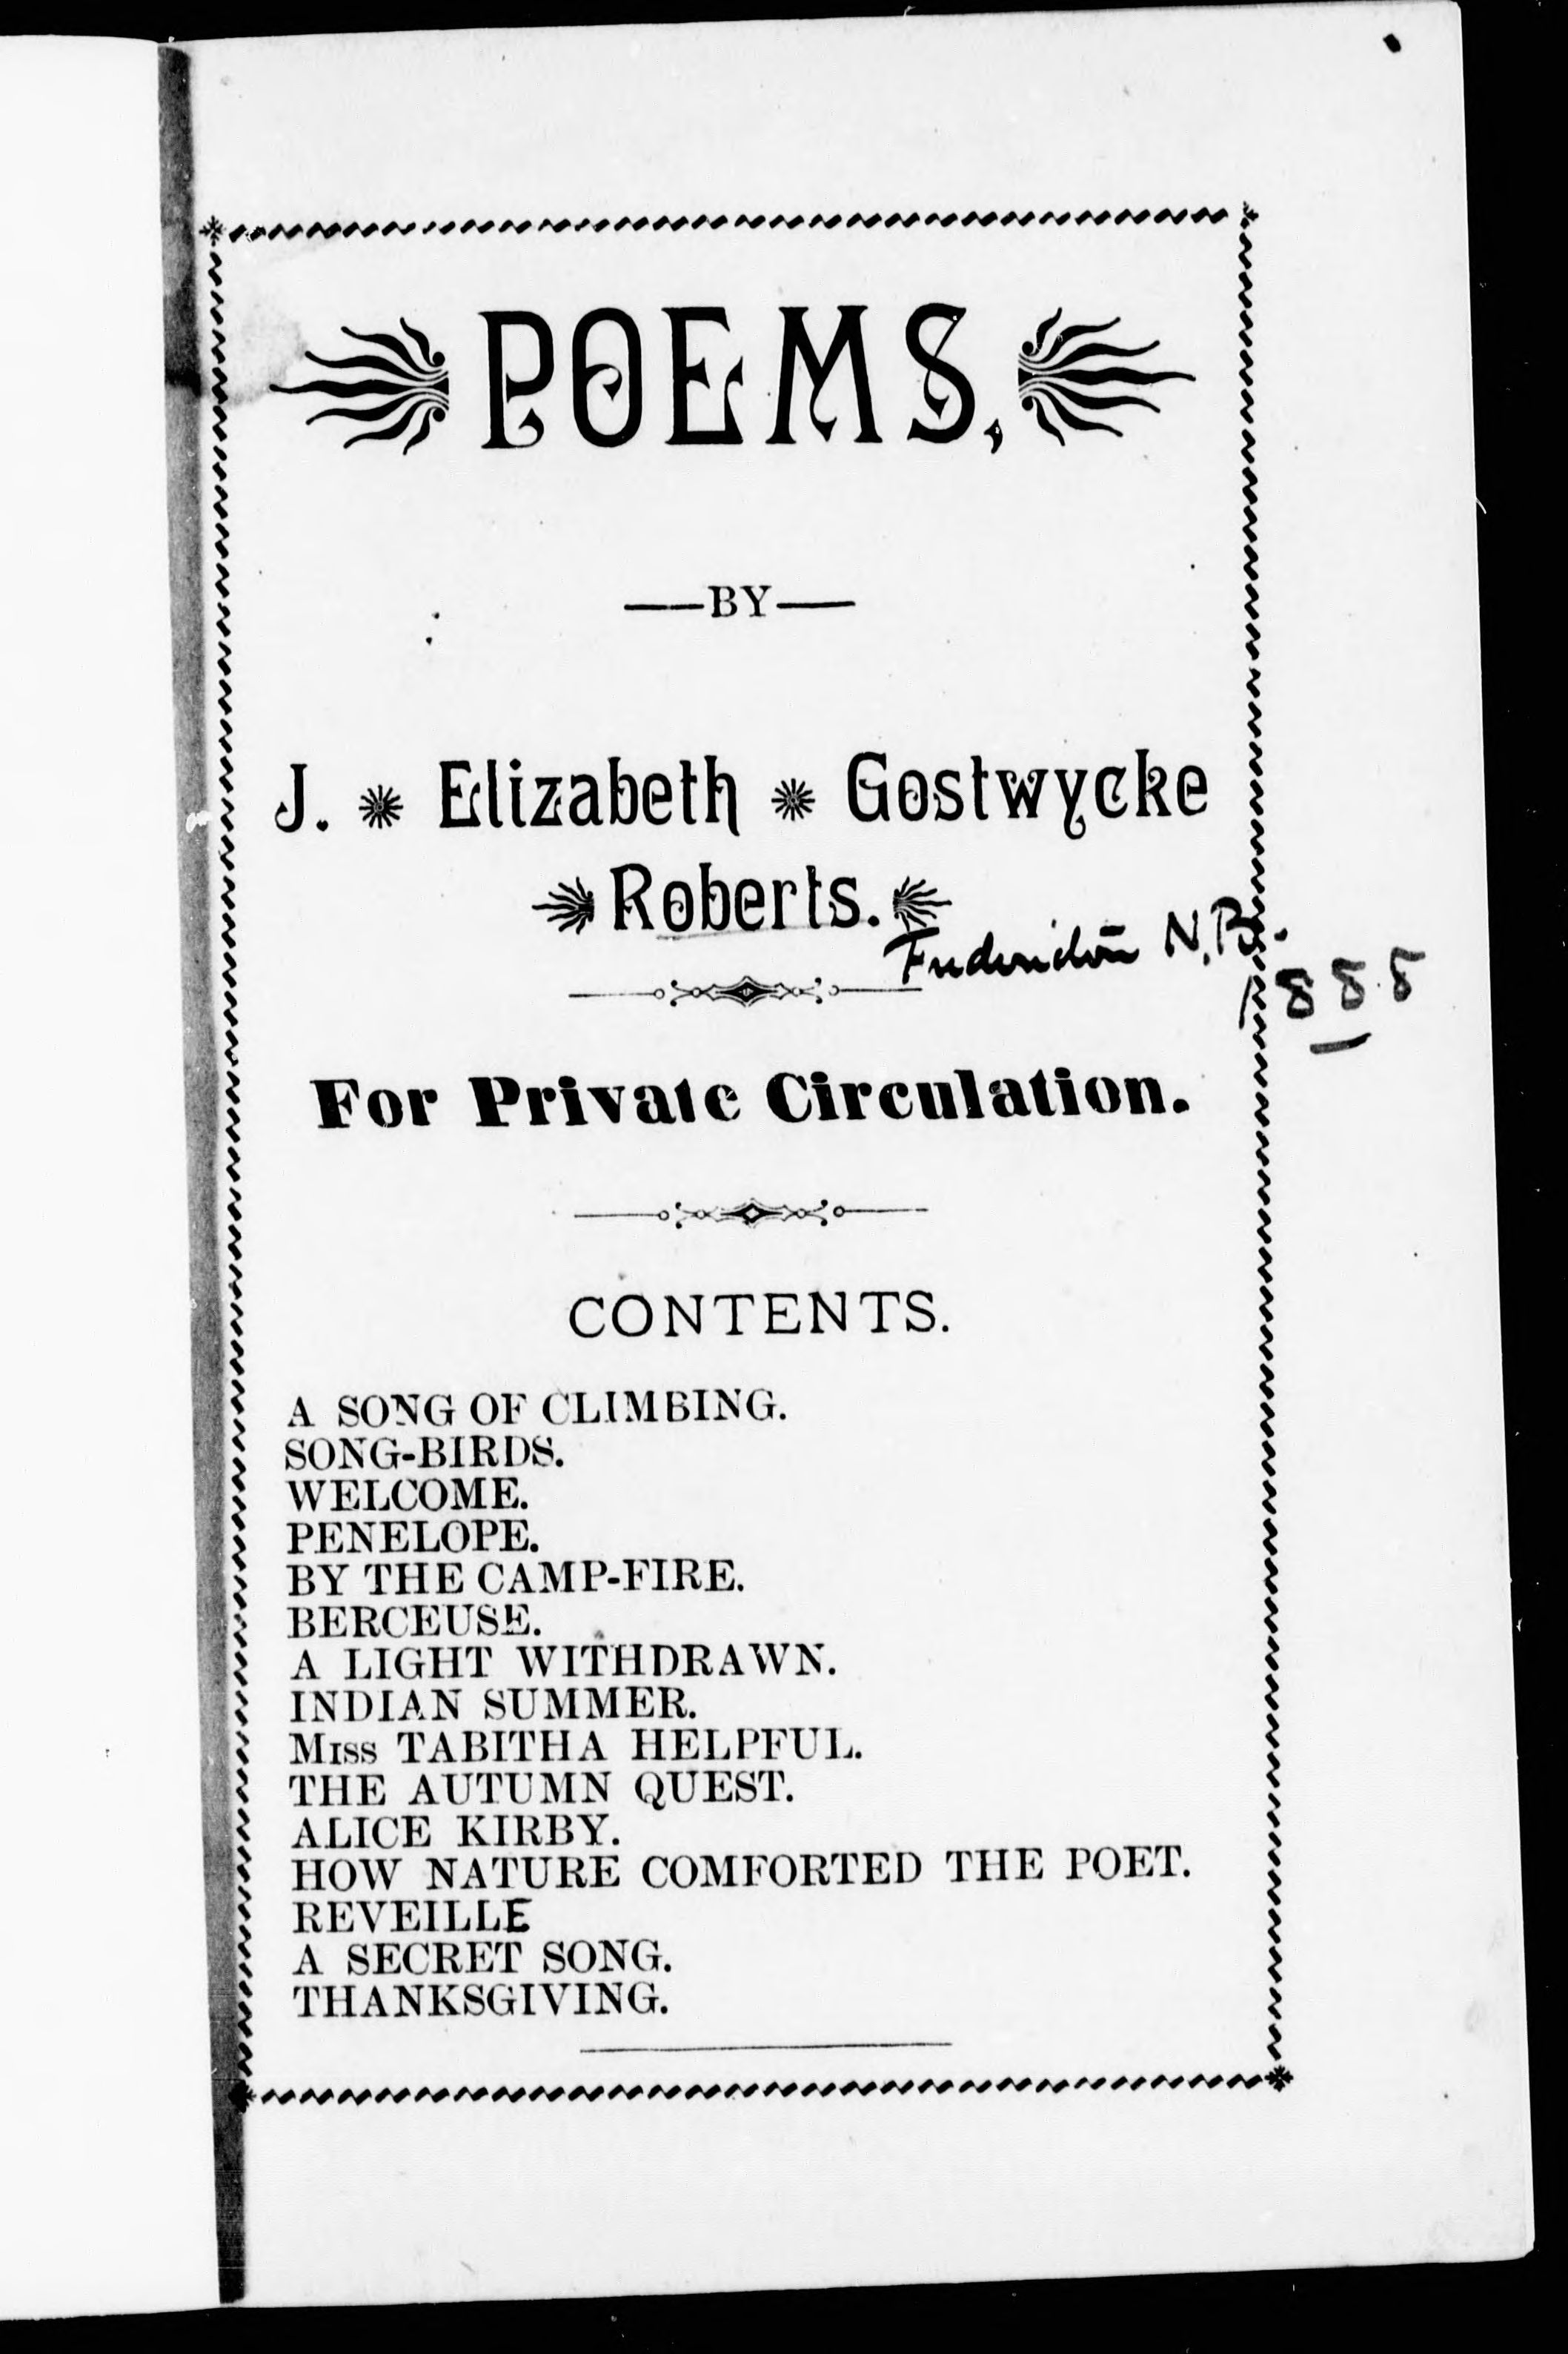 POEMS,
—BY—
J. Elizabeth Gostwycke
Roberts.
Fredericton N.B.
1888
For Private Circulation.
CONTENTS.
A SONG OF CLIMBING.
SONG-BIRDS.
WELCOME.
PENELOPE.
BY THE CAMP-FIRE.
BERCEUSE.
A LIGHT WITHDRAWN.
INDIAN SUMMER.
Miss TABITHA HELPFUL.
THE AUTUMN QUEST.
ALICE KIRBY.
HOW NATURE COMFORTED THE POET.
REVEILLE
A SECRET SONG.
THANKSGIVING.